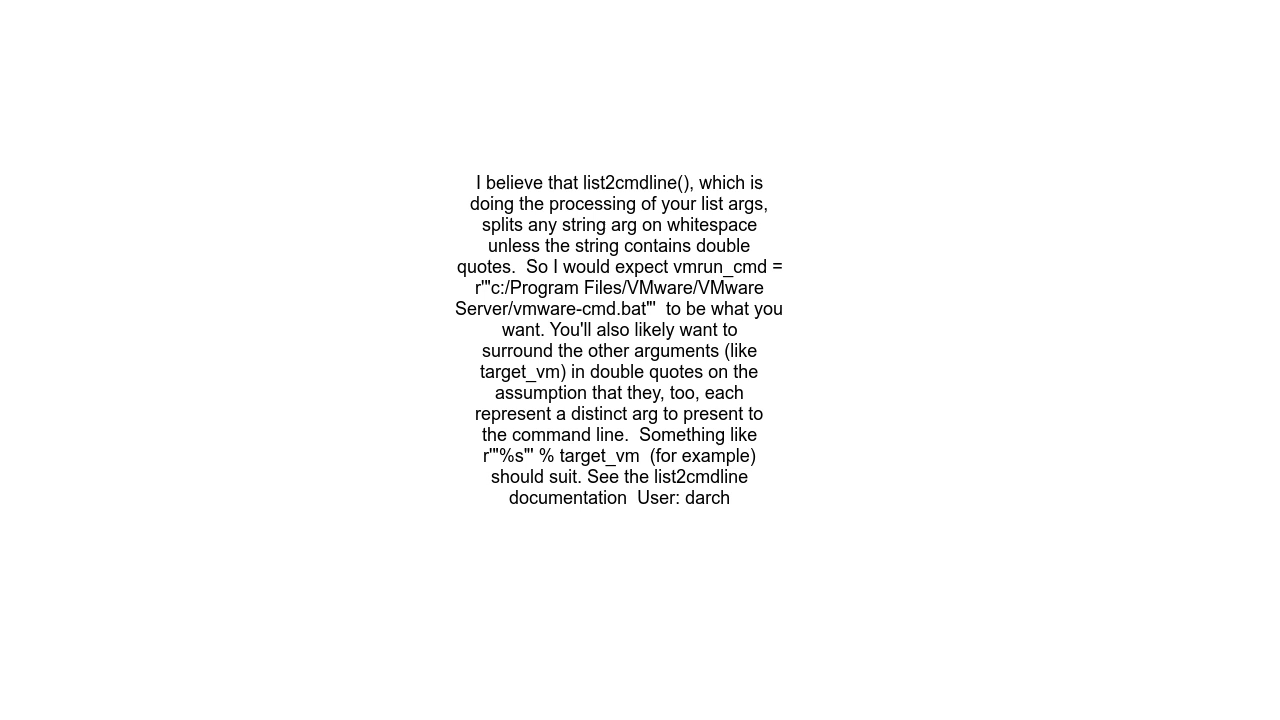 I believe that list2cmdline(), which is
doing the processing of your list args,
splits any string arg on whitespace
unless the string contains double
quotes.  So I would expect vmrun_cmd =
r'"c:/Program Files/VMware/VMware
Server/vmware-cmd.bat"'  to be what you
want. You'll also likely want to
surround the other arguments (like
target_vm) in double quotes on the
assumption that they, too, each
represent a distinct arg to present to
the command line.  Something like
r'"%s"' % target_vm  (for example)
should suit. See the list2cmdline
documentation  User: darch